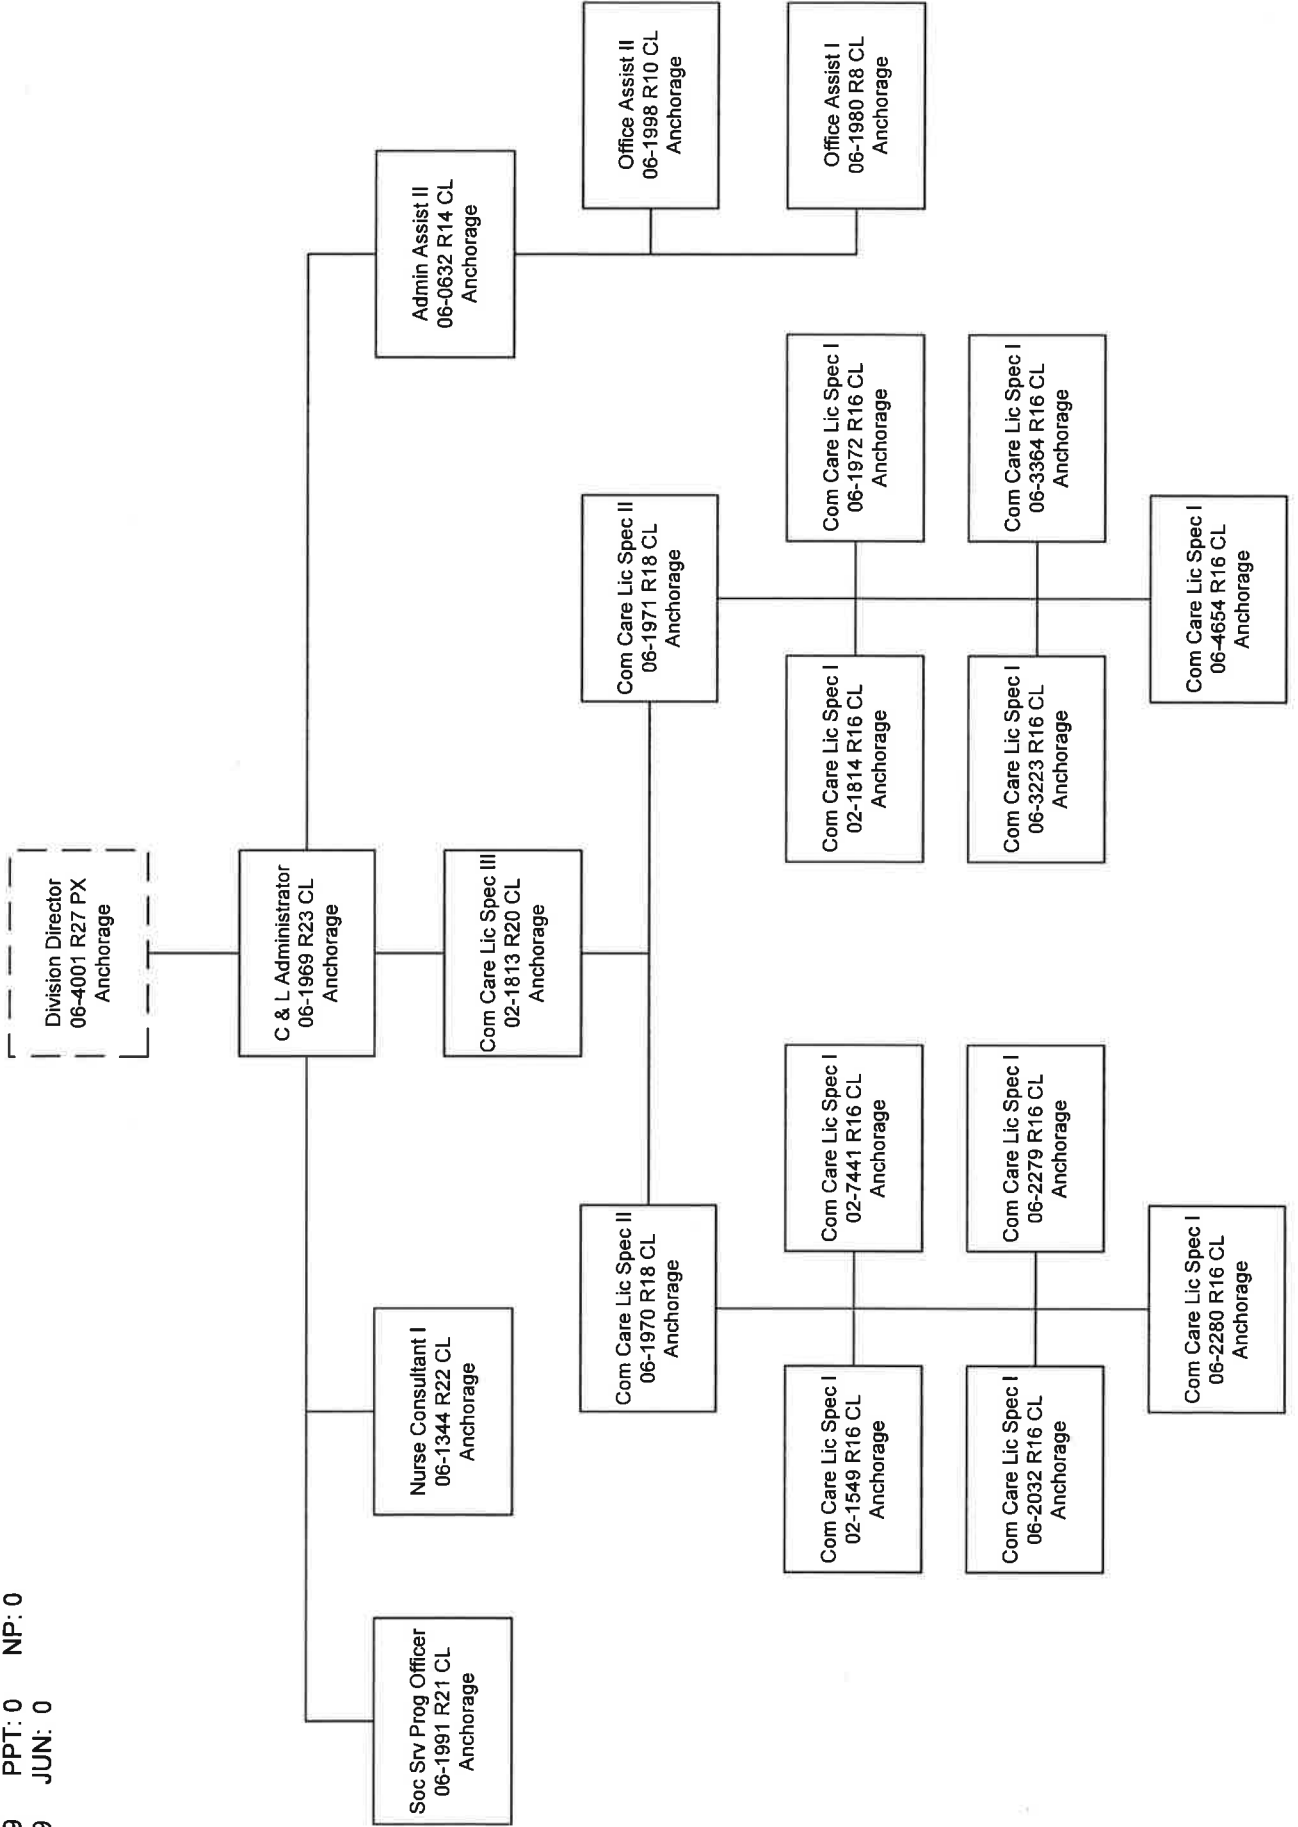 9 PPT: 0 NP: 0
9 JUN: 0
Division Director
06-4001 R27 PX
Anchorage
C & L Administrator
06-1969 R23 CL
Anchorage
Soc Srv Prog Officer
06-1991 R21 CL
Anchorage
Nurse Consultant I
06-1344 R22 CL
Anchorage
Admin Assist II
06-0632 R14 CL
Anchorage
Com Care Lic Spec III
02-1813 R20 CL
Anchorage
Com Care Lic Spec II
06-1970 R18 CL
Anchorage
Com Care Lic Spec II
06-1971 R18 CL
Anchorage
Office Assist II
06-1998 R10 CL
Anchorage
Com Care Lic Spec I
02-1549 R16 CL
Anchorage
Com Care Lic Spec I
02-7441 R16 CL
Anchorage
Com Care Lic Spec I
02-1814 R16 CL
Anchorage
Com Care Lic Spec I
06-1972 R16 CL
Anchorage
Office Assist I
06-1980 R8 CL
Anchorage
Com Care Lic Spec I
06-2032 R16 CL
Anchorage
Com Care Lic Spec I
06-2279 R16 CL
Anchorage
Com Care Lic Spec I
06-3223 R16 CL
Anchorage
Com Care Lic Spec I
06-3364 R16 CL
Anchorage
Com Care Lic Spec I
06-2280 R16 CL
Anchorage
Com Care Lic Spec I
06-4654 R16 CL
Anchorage